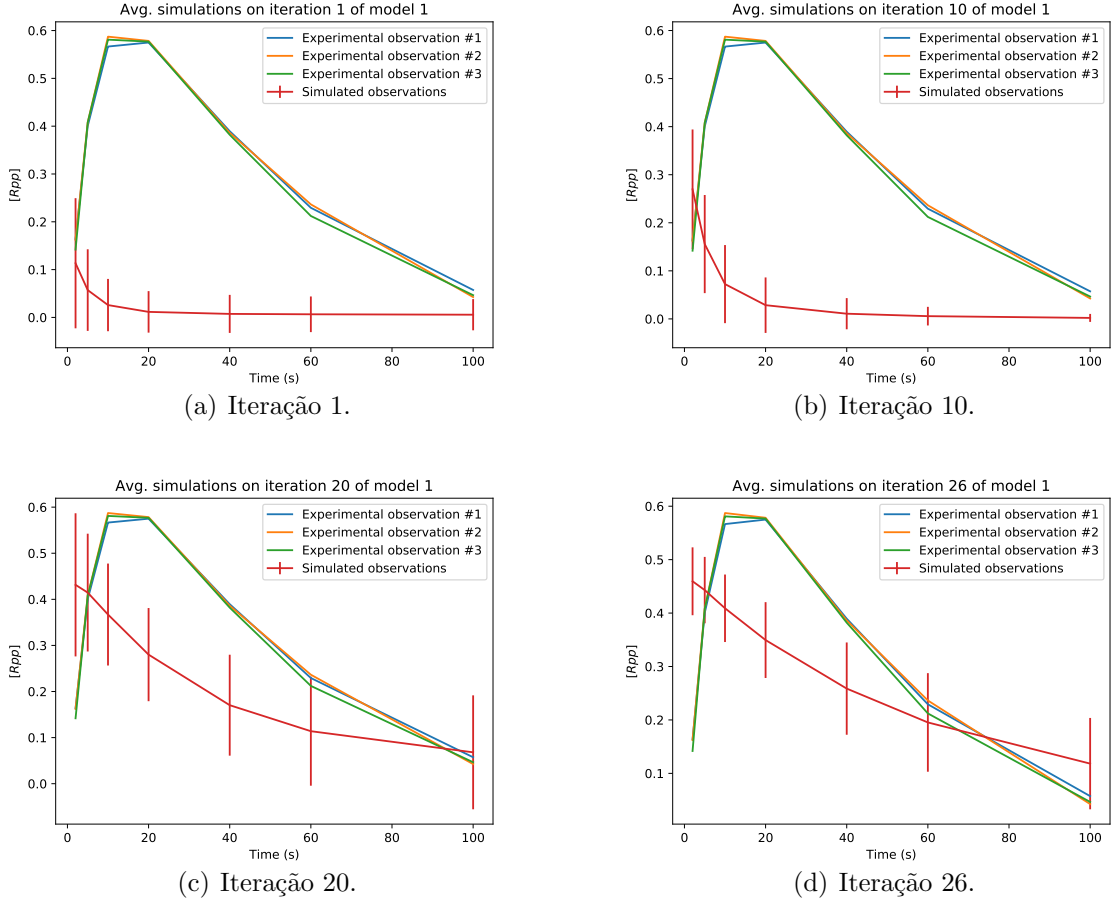 Avg. simulations on iteration 1 of model 1
0.6
0.5
0.4
0.3
0.2
0.1
0.0
[Rpp]
Experimental observation #1
Experimental observation #2
Experimental observation #3
Simulated observations
0 20 40 60 80 100
Time (s)
(a) Iteração 1.
Avg. simulations on iteration 10 of model 1
0.6
0.5
0.4
0.3
0.2
0.1
0.0
[Rpp]
Experimental observation #1
Experimental observation #2
Experimental observation #3
Simulated observations
0 20 40 60 80 100
Time (s)
(b) Iteração 10.
Avg. simulations on iteration 20 of model 1
0.6
0.5
0.4
0.3
0.2
0.1
0.0
[Rpp]
Experimental observation #1
Experimental observation #2
Experimental observation #3
Simulated observations
0 20 40 60 80 100
Time (s)
(c) Iteração 20.
Avg. simulations on iteration 26 of model 1
0.6
0.5
0.4
0.3
0.2
0.1
[Rpp]
Experimental observation #1
Experimental observation #2
Experimental observation #3
Simulated observations
0 20 40 60 80 100
Time (s)
(d) Iteração 26.